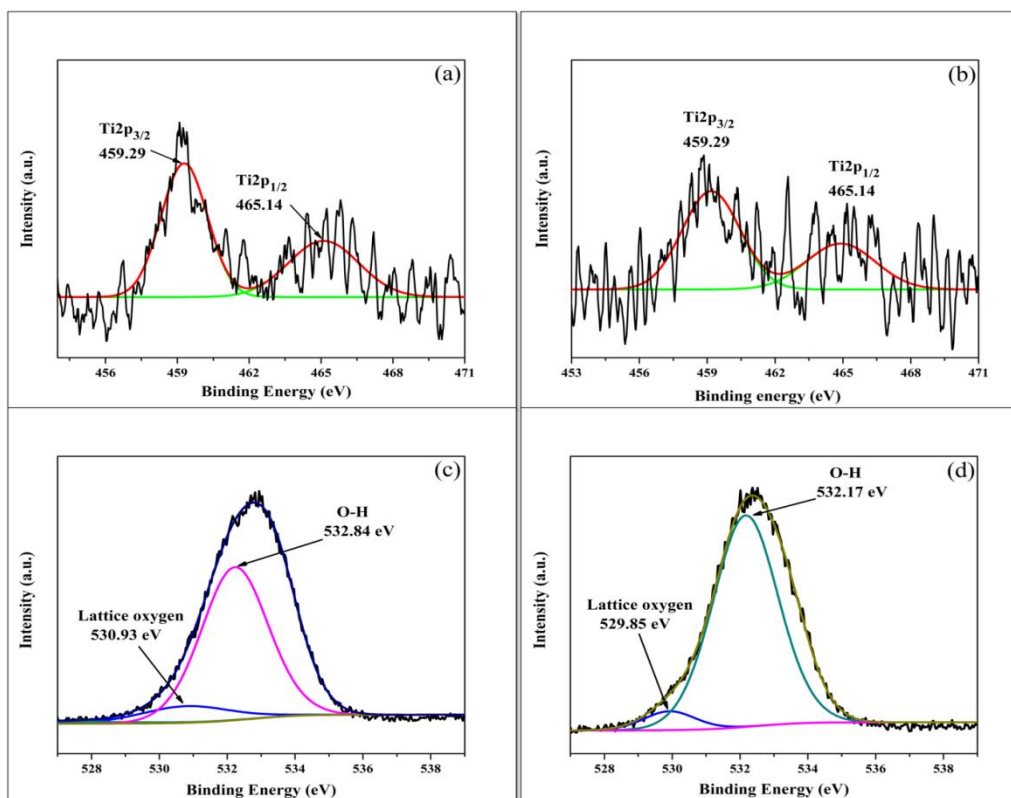 (a)
Ti2p3/2
459.29
Ti2p1/2
465.14
Intensity (a.u.)
456 459 462 465 468 471
Binding Energy (eV)
(b)
Ti2p3/2
459.29
Ti2p1/2
465.14
Intensity (a.u.)
453 456 459 462 465 468 471
Binding energy (eV)
(c)
O-H
532.84 eV
Lattice oxygen
530.93 eV
Intensity (a.u.)
528 530 532 534 536 538
Binding Energy (eV)
(d)
O-H
532.17 eV
Lattice oxygen
529.85 eV
Intensity (a.u.)
528 530 532 534 536 538
Binding Energy (eV)